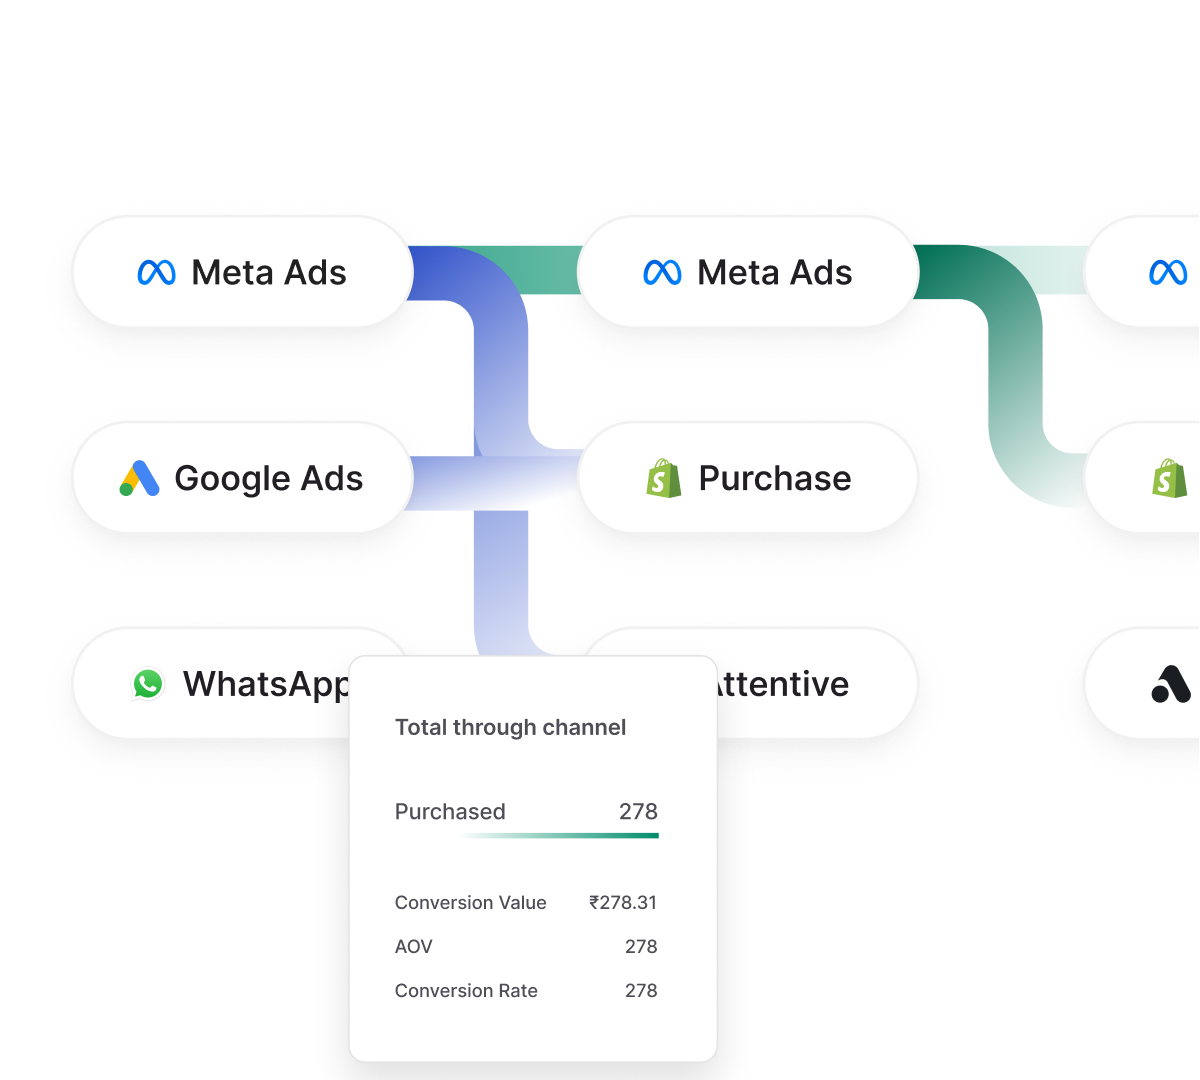 Meta Ads
Meta Ads
Google Ads
Purchase
WhatsApp
Attentive
Total through channel
Purchased 278
Conversion Value ₹278.31
AOV 278
Conversion Rate 278